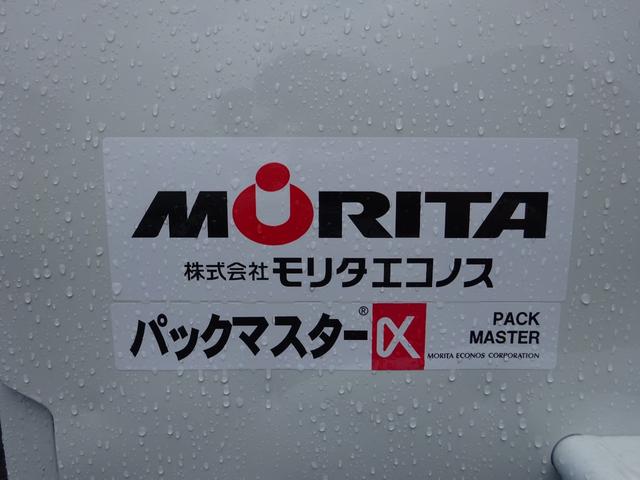 MORITA
株式会社モリタエコノス
パックマスター® α
PACK
MASTER
MORITA ECONOS CORPORATION